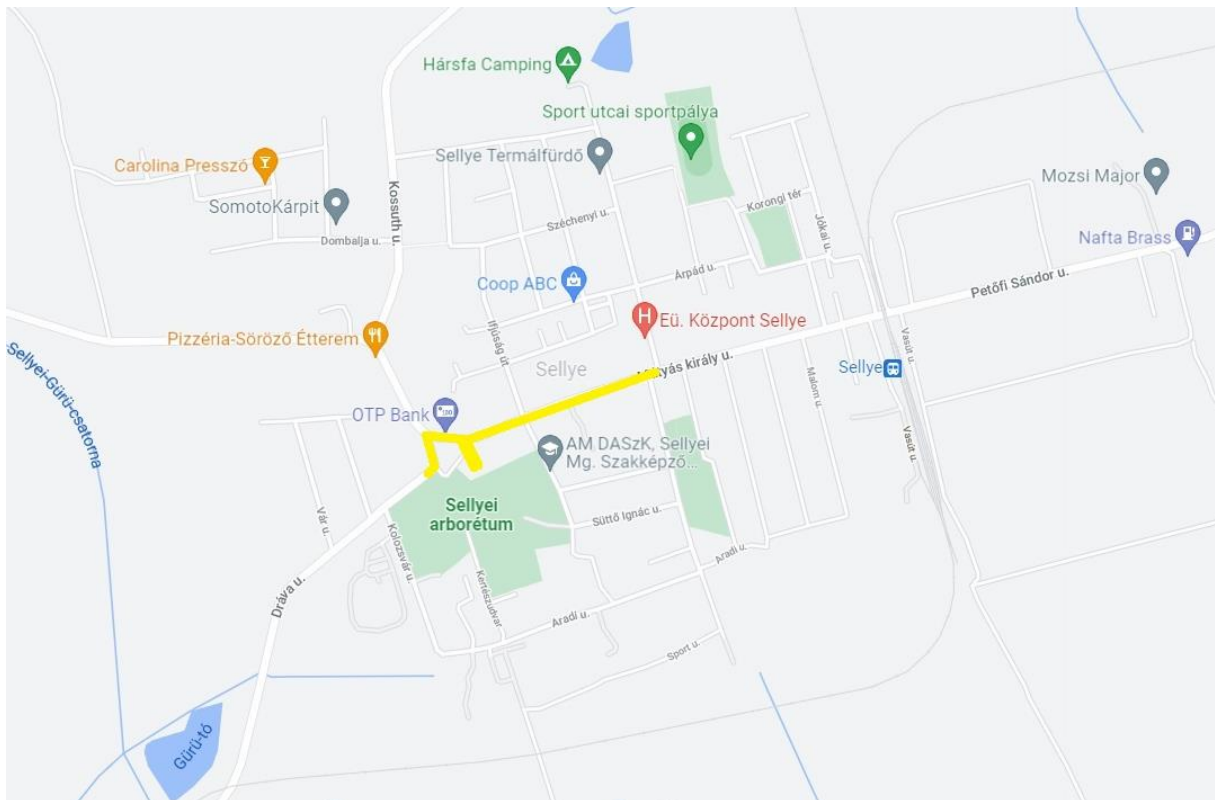 Hársfa Camping
Sport utcai sportpálya
Carolina Presszó
Sellye Termálfürdő
Mozsi Major
SomotoKárpit
Kossuth u.
Korongi tér
Széchenyi u.
Jókai u.
Dombalja u.
Nafta Brass
Árpád u.
Coop ABC
Petőfi Sándor u.
Eü. Központ Sellye
Pizzéria-Söröző Étterem
Ifjúság út
-Sellyei-Gürü-csatorna
Vasút u.
Sellye
király u.
Sellye
Malom u.
OTP Bank
AM DASzK, Sellyei
Mg. Szakképző...
Vasút u.
Sellyei
arborétum
Vár u.
Süttő Ignác u.
Kolozsvár u.
Aradi u.
Kertészudvar
Dráva u.
Aradi u.
Sport u.
Gürü-tó